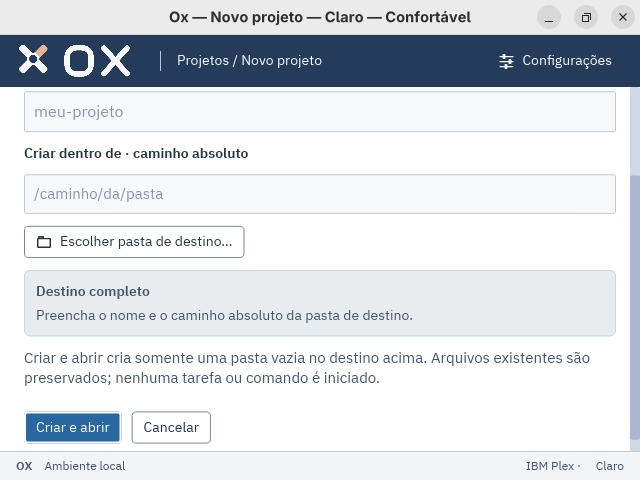 Ox — Novo projeto — Claro — Confortável
OX
Projetos / Novo projeto
Configurações
meu-projeto
Criar dentro de · caminho absoluto
/caminho/da/pasta
Escolher pasta de destino...
Destino completo
Preencha o nome e o caminho absoluto da pasta de destino.
Criar e abrir cria somente uma pasta vazia no destino acima. Arquivos existentes são
preservados; nenhuma tarefa ou comando é iniciado.
Criar e abrir
Cancelar
OX Ambiente local
IBM Plex · Claro